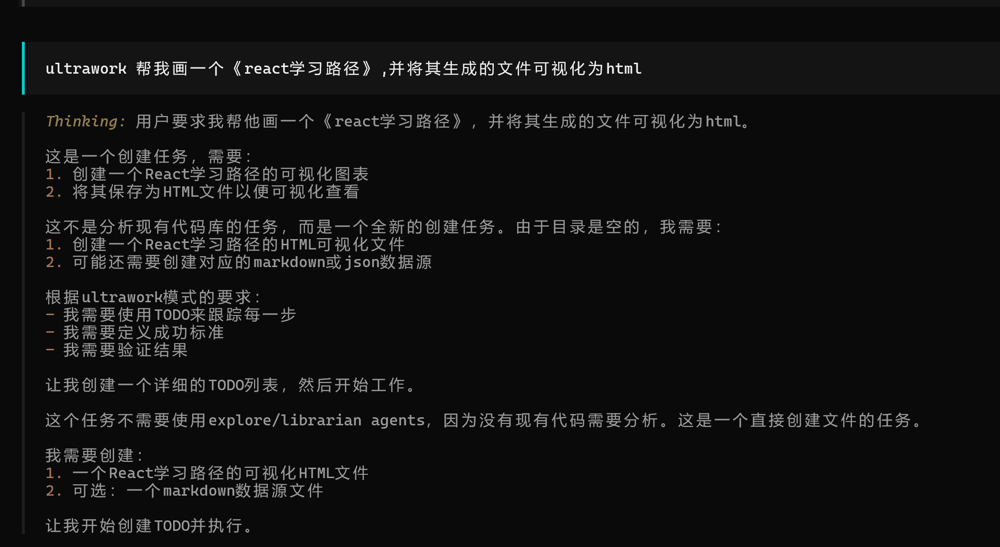 ultrawork 帮我画一个《react学习路径》,并将其生成的文件可视化为html
Thinking: 用户要求我帮他画一个《react学习路径》，并将其生成的文件可视化为html。
这是一个创建任务，需要：
1. 创建一个React学习路径的可视化图表
2. 将其保存为HTML文件以便可视化查看
这不是分析现有代码库的任务，而是一个全新的创建任务。由于目录是空的，我需要：
1. 创建一个React学习路径的HTML可视化文件
2. 可能还需要创建对应的markdown或json数据源
根据ultrawork模式的要求：
- 我需要使用TODO来跟踪每一步
- 我需要定义成功标准
- 我需要验证结果
让我创建一个详细的TODO列表，然后开始工作。
这个任务不需要使用explore/librarian agents，因为没有现有代码需要分析。这是一个直接创建文件的任务。
我需要创建：
1. 一个React学习路径的可视化HTML文件
2. 可选：一个markdown数据源文件
让我开始创建TODO并执行。